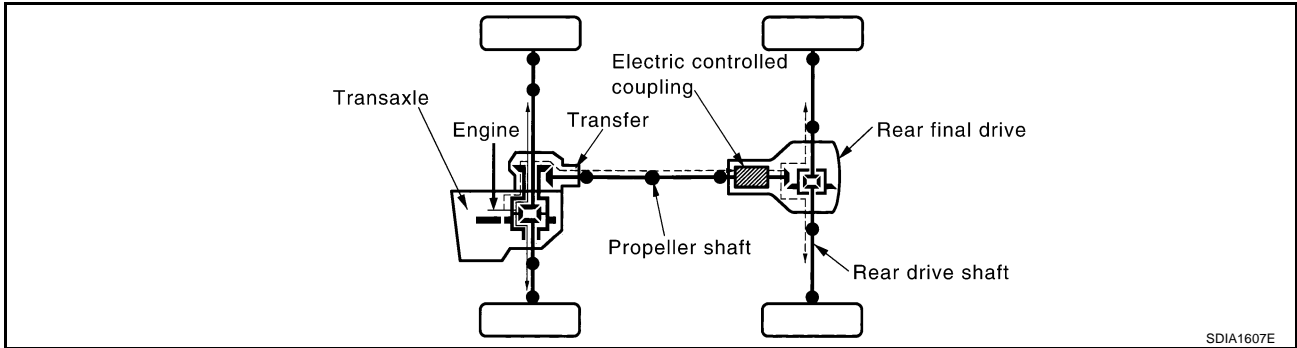 Electric controlled
coupling
Transaxle
Engine
Transfer
Rear final drive
Propeller shaft
Rear drive shaft
SDIA1607E